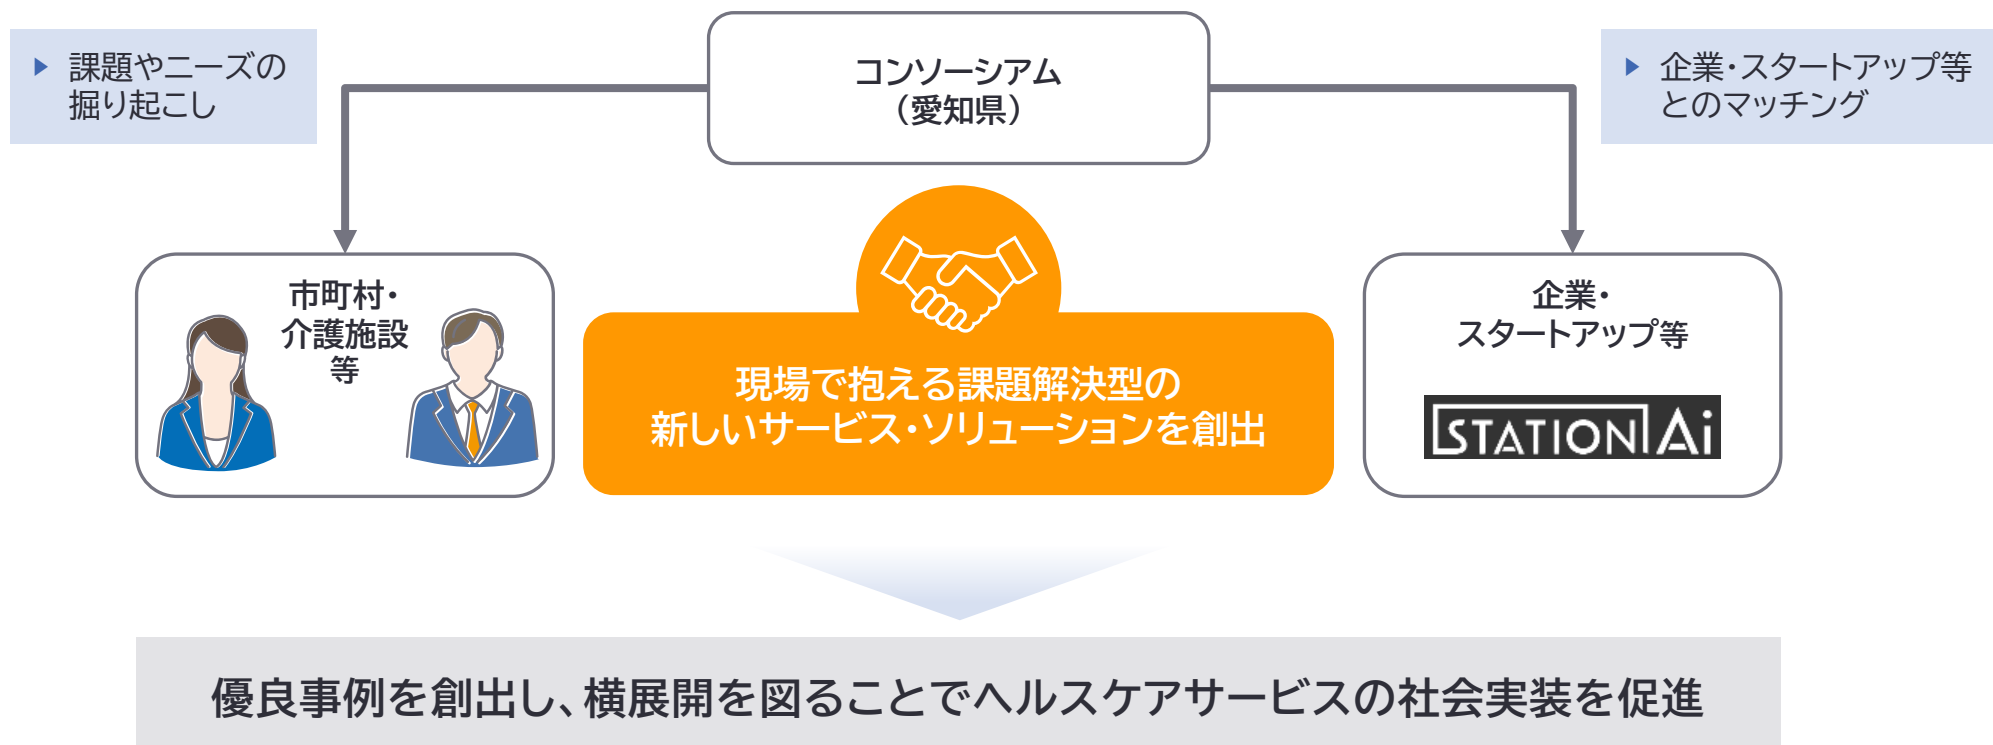 課題やニーズの
掘り起こし
コンソーシアム
（愛知県）
企業・スタートアップ等
とのマッチング
市町村・
介護施設
等
現場で抱える課題解決型の
新しいサービス・ソリューションを創出
企業・
スタートアップ等
STATION Ai
優良事例を創出し、横展開を図ることでヘルスケアサービスの社会実装を促進